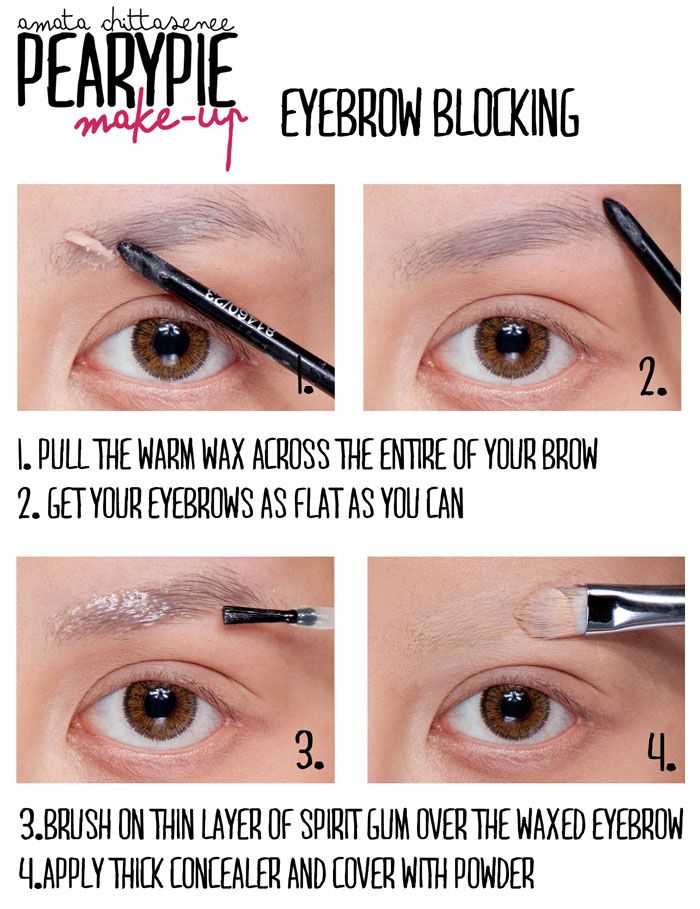 amata chittasenee
PEARYPIE
make-up
EYEBROW BLOCKING
81460/23
1.
2.
1. PULL THE WARM WAX ACROSS THE ENTIRE OF YOUR BROW
2. GET YOUR EYEBROWS AS FLAT AS YOU CAN
3.
4.
3.BRUSH ON THIN LAYER OF SPIRIT GUM OVER THE WAXED EYEBROW
4.APPLY THICK CONCEALER AND COVER WITH POWDER